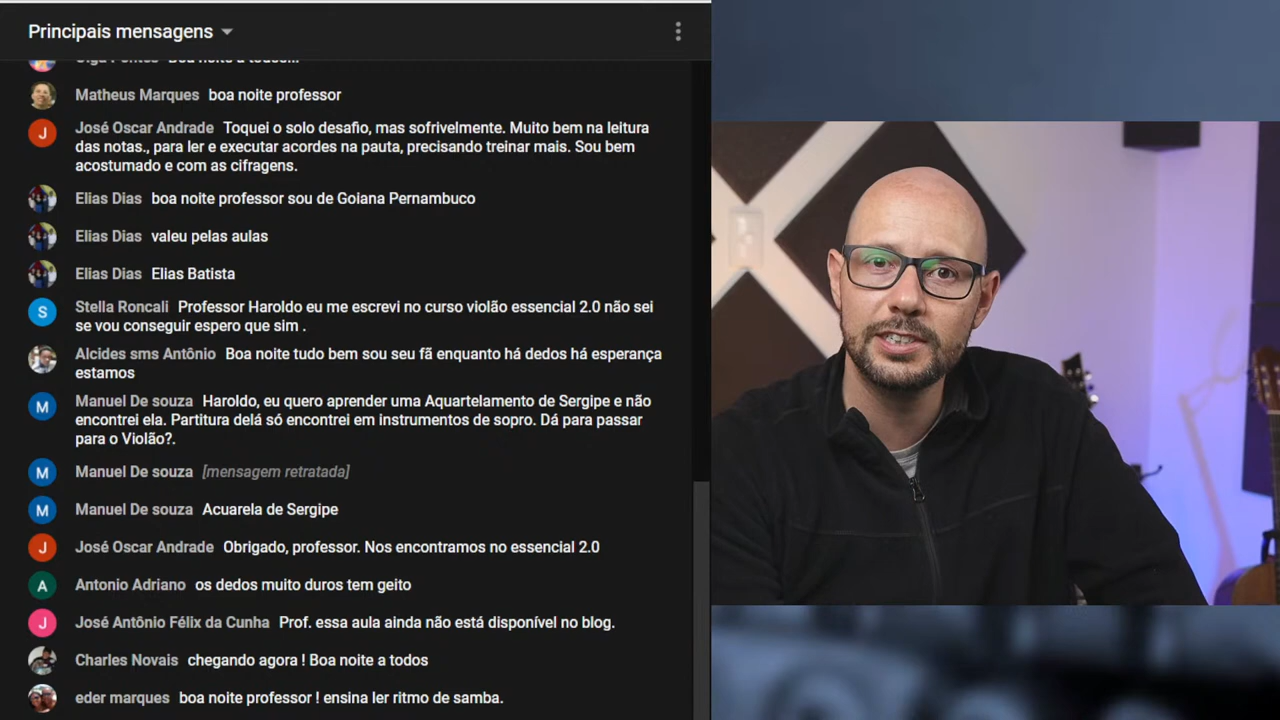 Principais mensagens
Boa noite a todos...
Matheus Marques boa noite professor
José Oscar Andrade Toquei o solo desafio, mas sofrivelmente. Muito bem na leitura
das notas., para ler e executar acordes na pauta, precisando treinar mais. Sou bem
acostumado e com as cifragens.
Elias Dias boa noite professor sou de Goiana Pernambuco
Elias Dias valeu pelas aulas
Elias Dias Elias Batista
Stella Roncali Professor Haroldo eu me escrevi no curso violão essencial 2.0 não sei
se vou conseguir espero que sim .
Alcides sms Antônio Boa noite tudo bem sou seu fã enquanto há dedos há esperança
estamos
Manuel De souza Haroldo, eu quero aprender uma Aquartelamento de Sergipe e não
encontrei ela. Partitura delá só encontrei em instrumentos de sopro. Dá para passar
para o Violão?.
Manuel De souza [mensagem retratada]
Manuel De souza Acuarela de Sergipe
José Oscar Andrade Obrigado, professor. Nos encontramos no essencial 2.0
Antonio Adriano os dedos muito duros tem geito
José Antônio Félix da Cunha Prof. essa aula ainda não está disponível no blog.
Charles Novais chegando agora ! Boa noite a todos
eder marques boa noite professor ! ensina ler ritmo de samba.